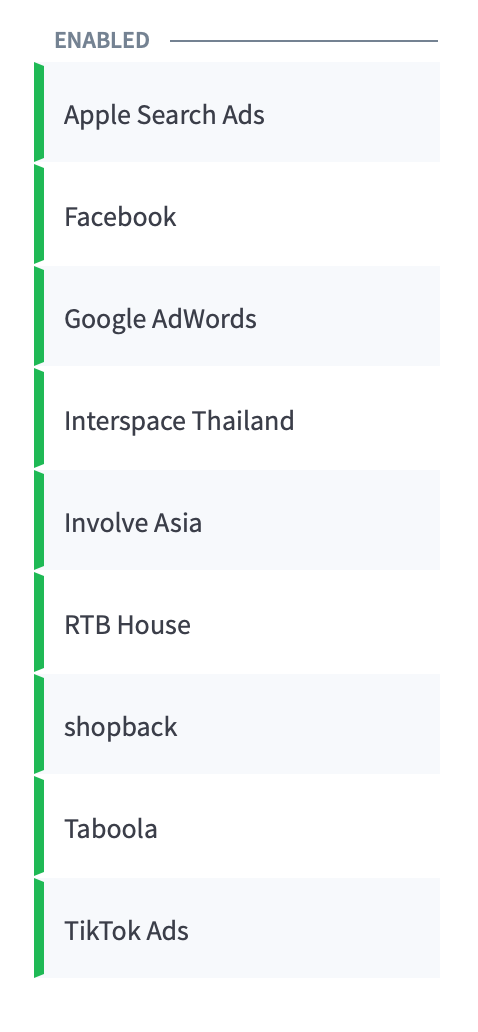 ENABLED
Apple Search Ads
Facebook
Google AdWords
Interspace Thailand
Involve Asia
RTB House
shopback
Taboola
TikTok Ads